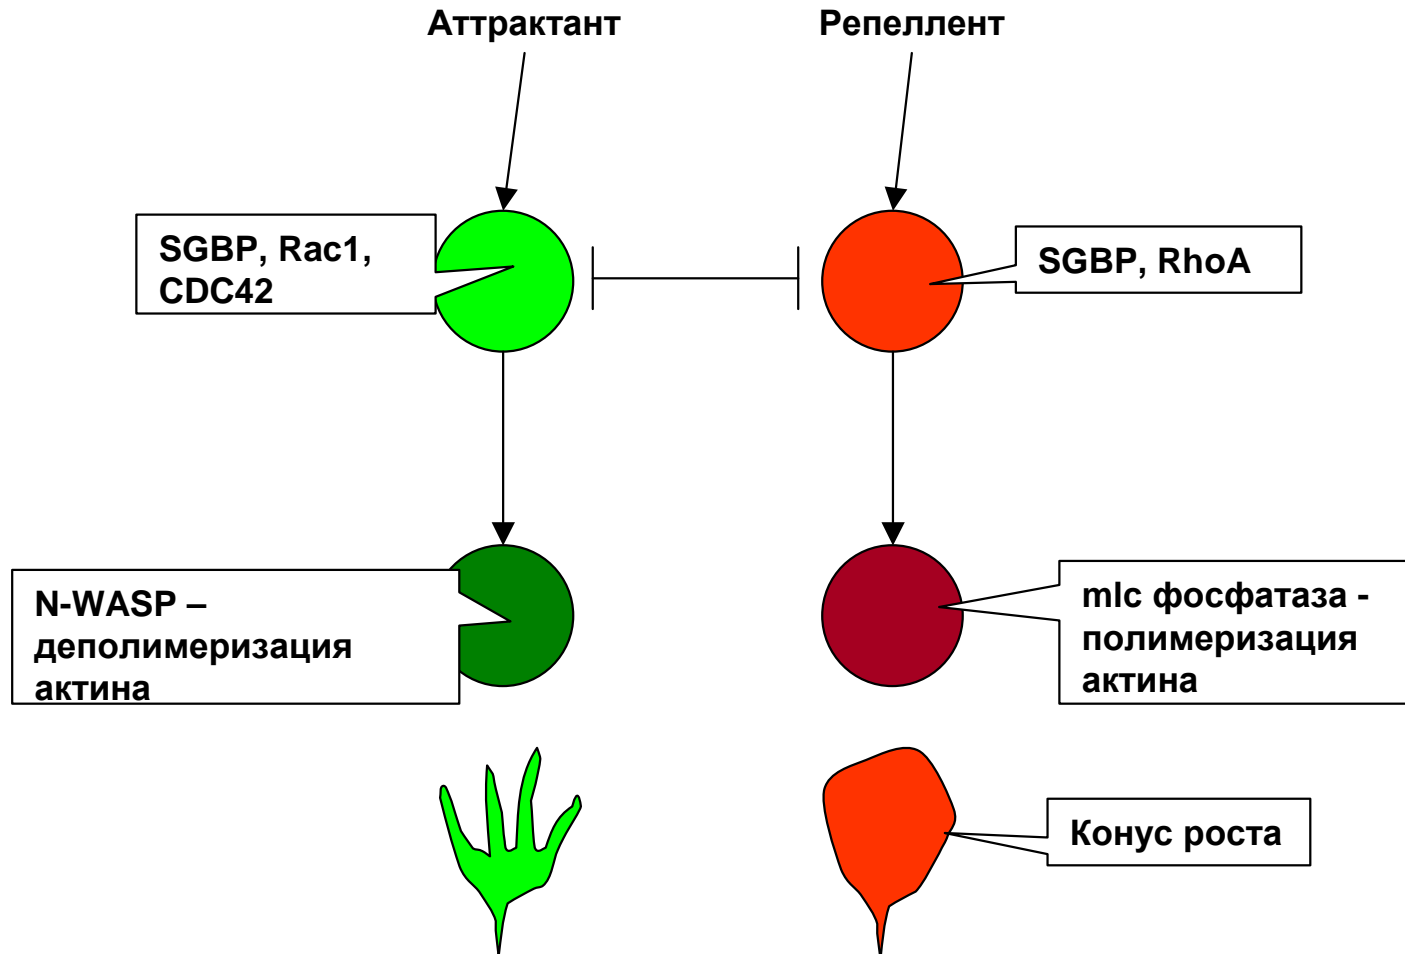 Аттрактант
Репеллент
SGBP, Rac1,
CDC42
SGBP, RhoA
N-WASP –
деполимеризация
актина
mlc фосфатаза -
полимеризация
актина
Конус роста